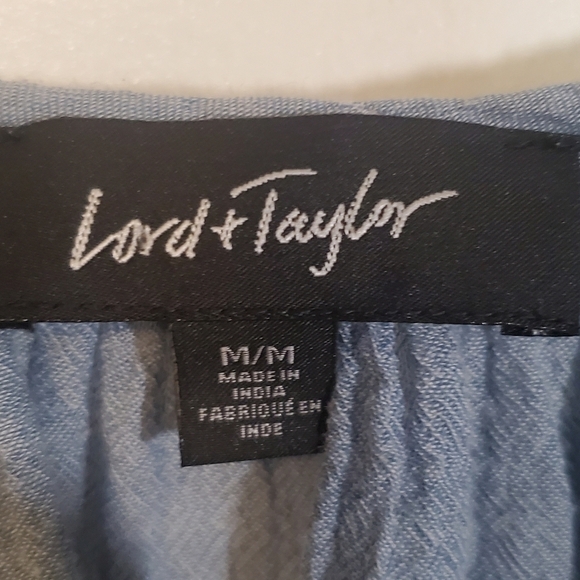 Lord + Taylor
M/M
MADE IN
INDIA
FABRIQUÉ EN
INDE